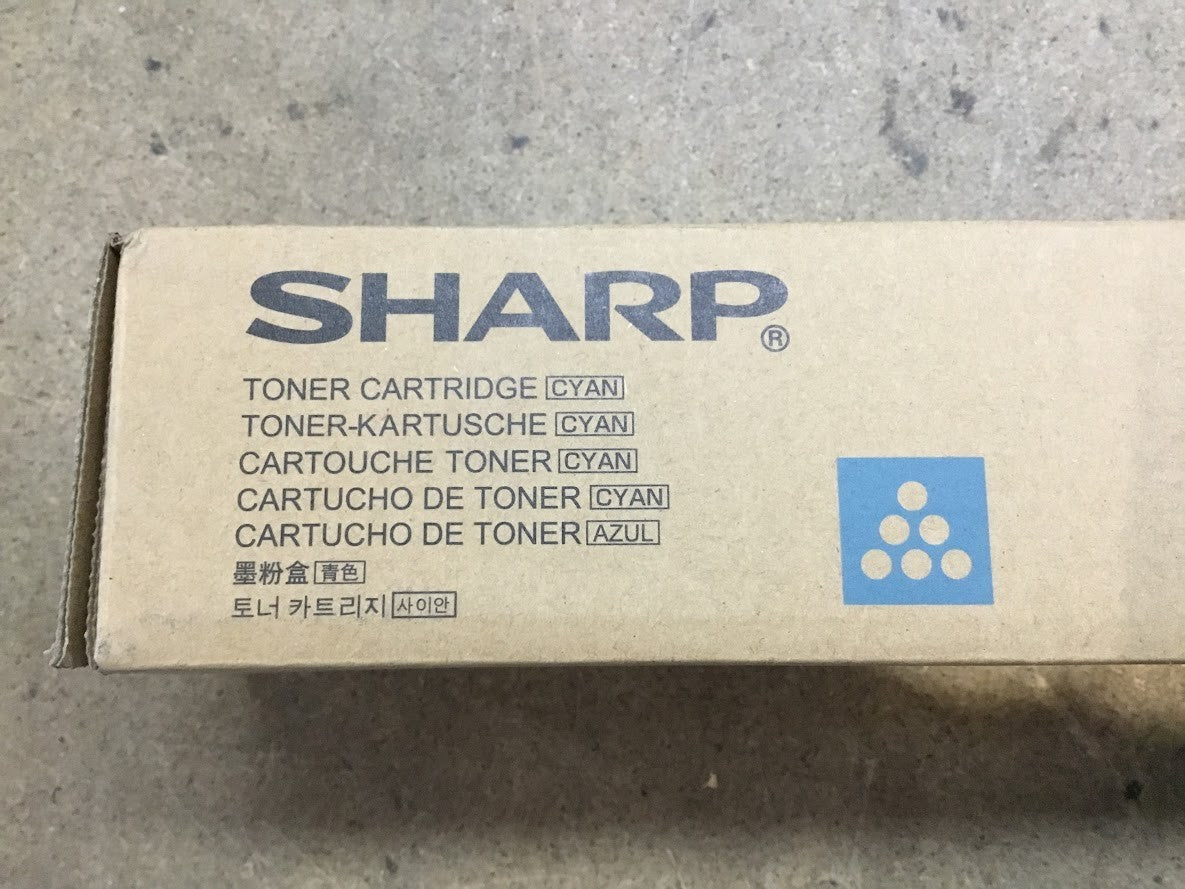 SHARP®
TONER CARTRIDGE CYAN
TONER-KARTUSCHE CYAN
CARTOUCHE TONER CYAN
CARTUCHO DE TONER CYAN
CARTUCHO DE TONER AZUL
墨粉盒 青色
토너 카트리지 사이안